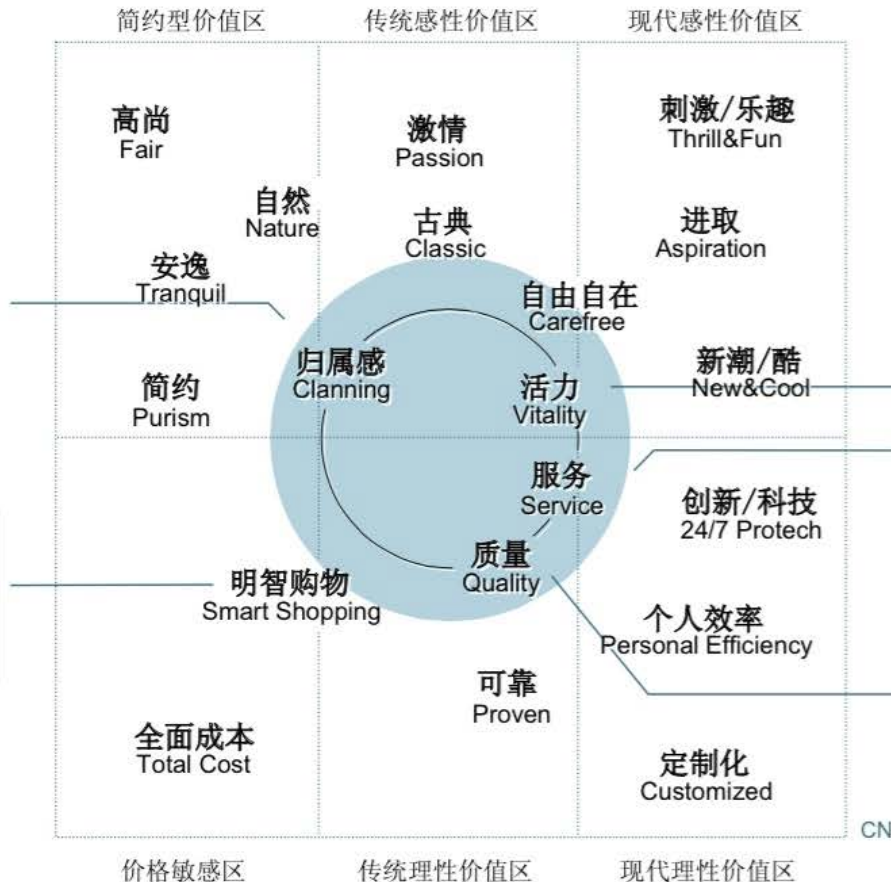 简约型价值区 传统感性价值区 现代感性价值区
高尚
Fair
激情
Passion
刺激/乐趣
Thrill&Fun
自然
Nature
古典
Classic
进取
Aspiration
安逸
Tranquil
自由自在
Carefree
归属感
Clanning
简约
Purism
活力
Vitality
新潮/酷
New&Cool
服务
Service
创新/科技
24/7 Protech
质量
Quality
明智购物
Smart Shopping
个人效率
Personal Efficiency
可靠
Proven
全面成本
Total Cost
定制化
Customized
CN
价格敏感区 传统理性价值区 现代理性价值区